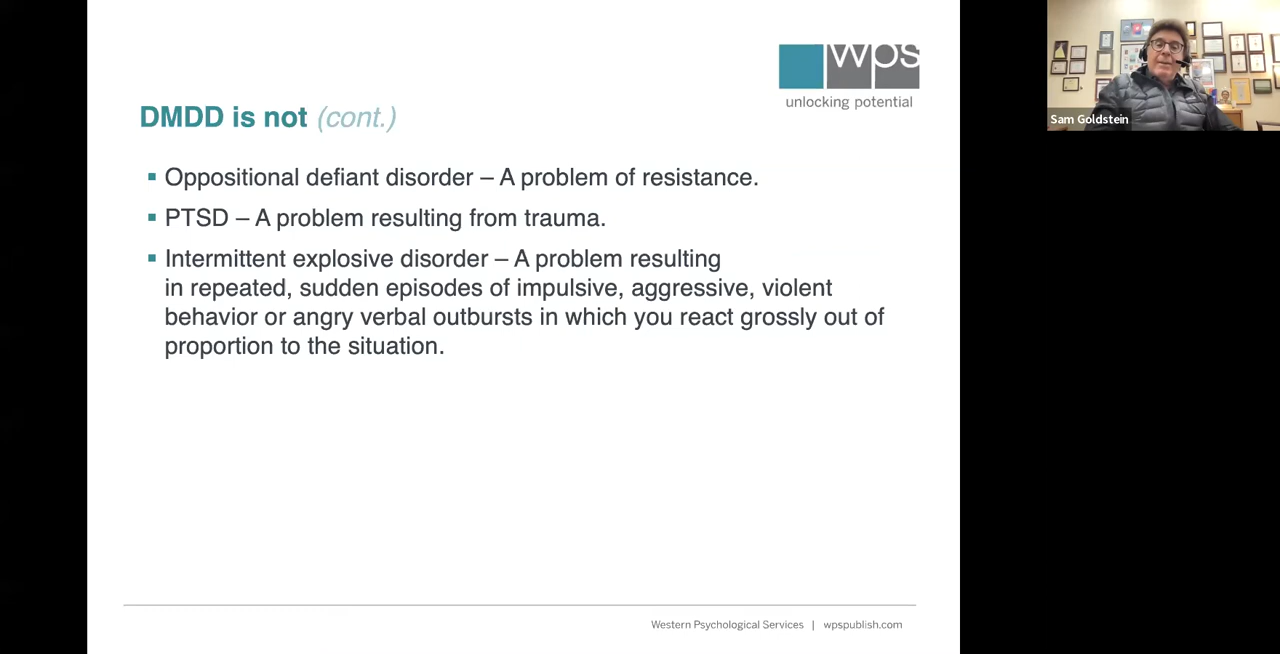 wps
unlocking potential
DMDD is not (cont.)
▪ Oppositional defiant disorder – A problem of resistance.
▪ PTSD – A problem resulting from trauma.
▪ Intermittent explosive disorder – A problem resulting
in repeated, sudden episodes of impulsive, aggressive, violent
behavior or angry verbal outbursts in which you react grossly out of
proportion to the situation.
Western Psychological Services | wpspublish.com
Sam Goldstein